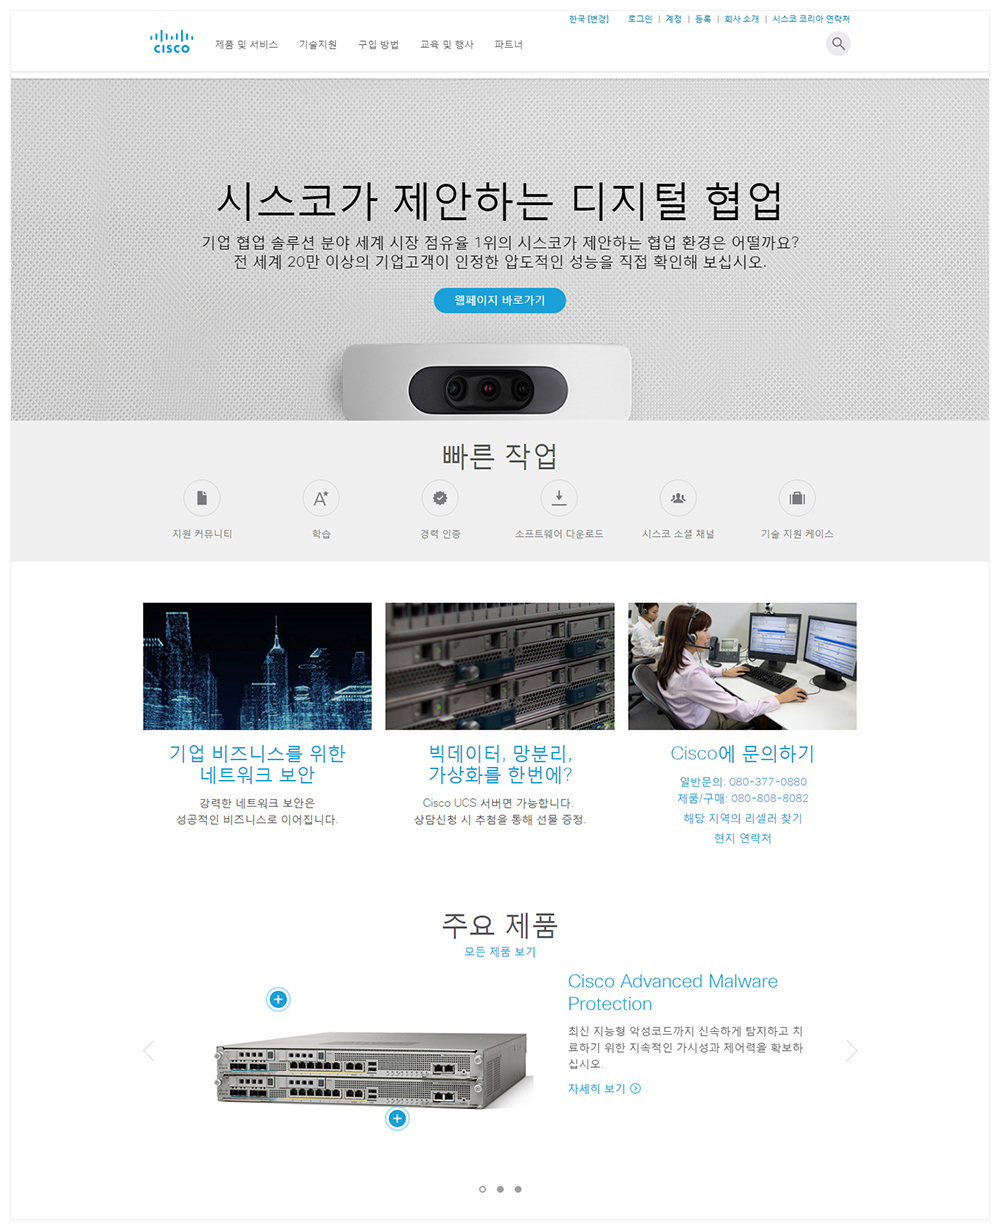 한국 [변경] 로그인 | 계정 | 등록 | 회사 소개 | 시스코 코리아 연락처
CISCO
제품 및 서비스 기술지원 구입 방법 교육 및 행사 파트너
시스코가 제안하는 디지털 협업
기업 협업 솔루션 분야 세계 시장 점유율 1위의 시스코가 제안하는 협업 환경은 어떨까요?
전 세계 20만 이상의 기업고객이 인정한 압도적인 성능을 직접 확인해 보십시오.
웹페이지 바로가기
빠른 작업
지원 커뮤니티 학습 경력 인증 소프트웨어 다운로드 시스코 소셜 채널 기술 지원 케이스
기업 비즈니스를 위한
네트워크 보안
강력한 네트워크 보안은
성공적인 비즈니스로 이어집니다.
빅데이터, 망분리,
가상화를 한번에?
Cisco UCS 서버면 가능합니다.
상담신청 시 추첨을 통해 선물 증정.
Cisco에 문의하기
일반문의: 080-377-0880
제품/구매: 080-808-8082
해당 지역의 리셀러 찾기
현지 연락처
주요 제품
모든 제품 보기
Cisco Advanced Malware
Protection
최신 지능형 악성코드까지 신속하게 탐지하고 치
료하기 위한 지속적인 가시성과 제어력을 확보하
십시오.
자세히 보기